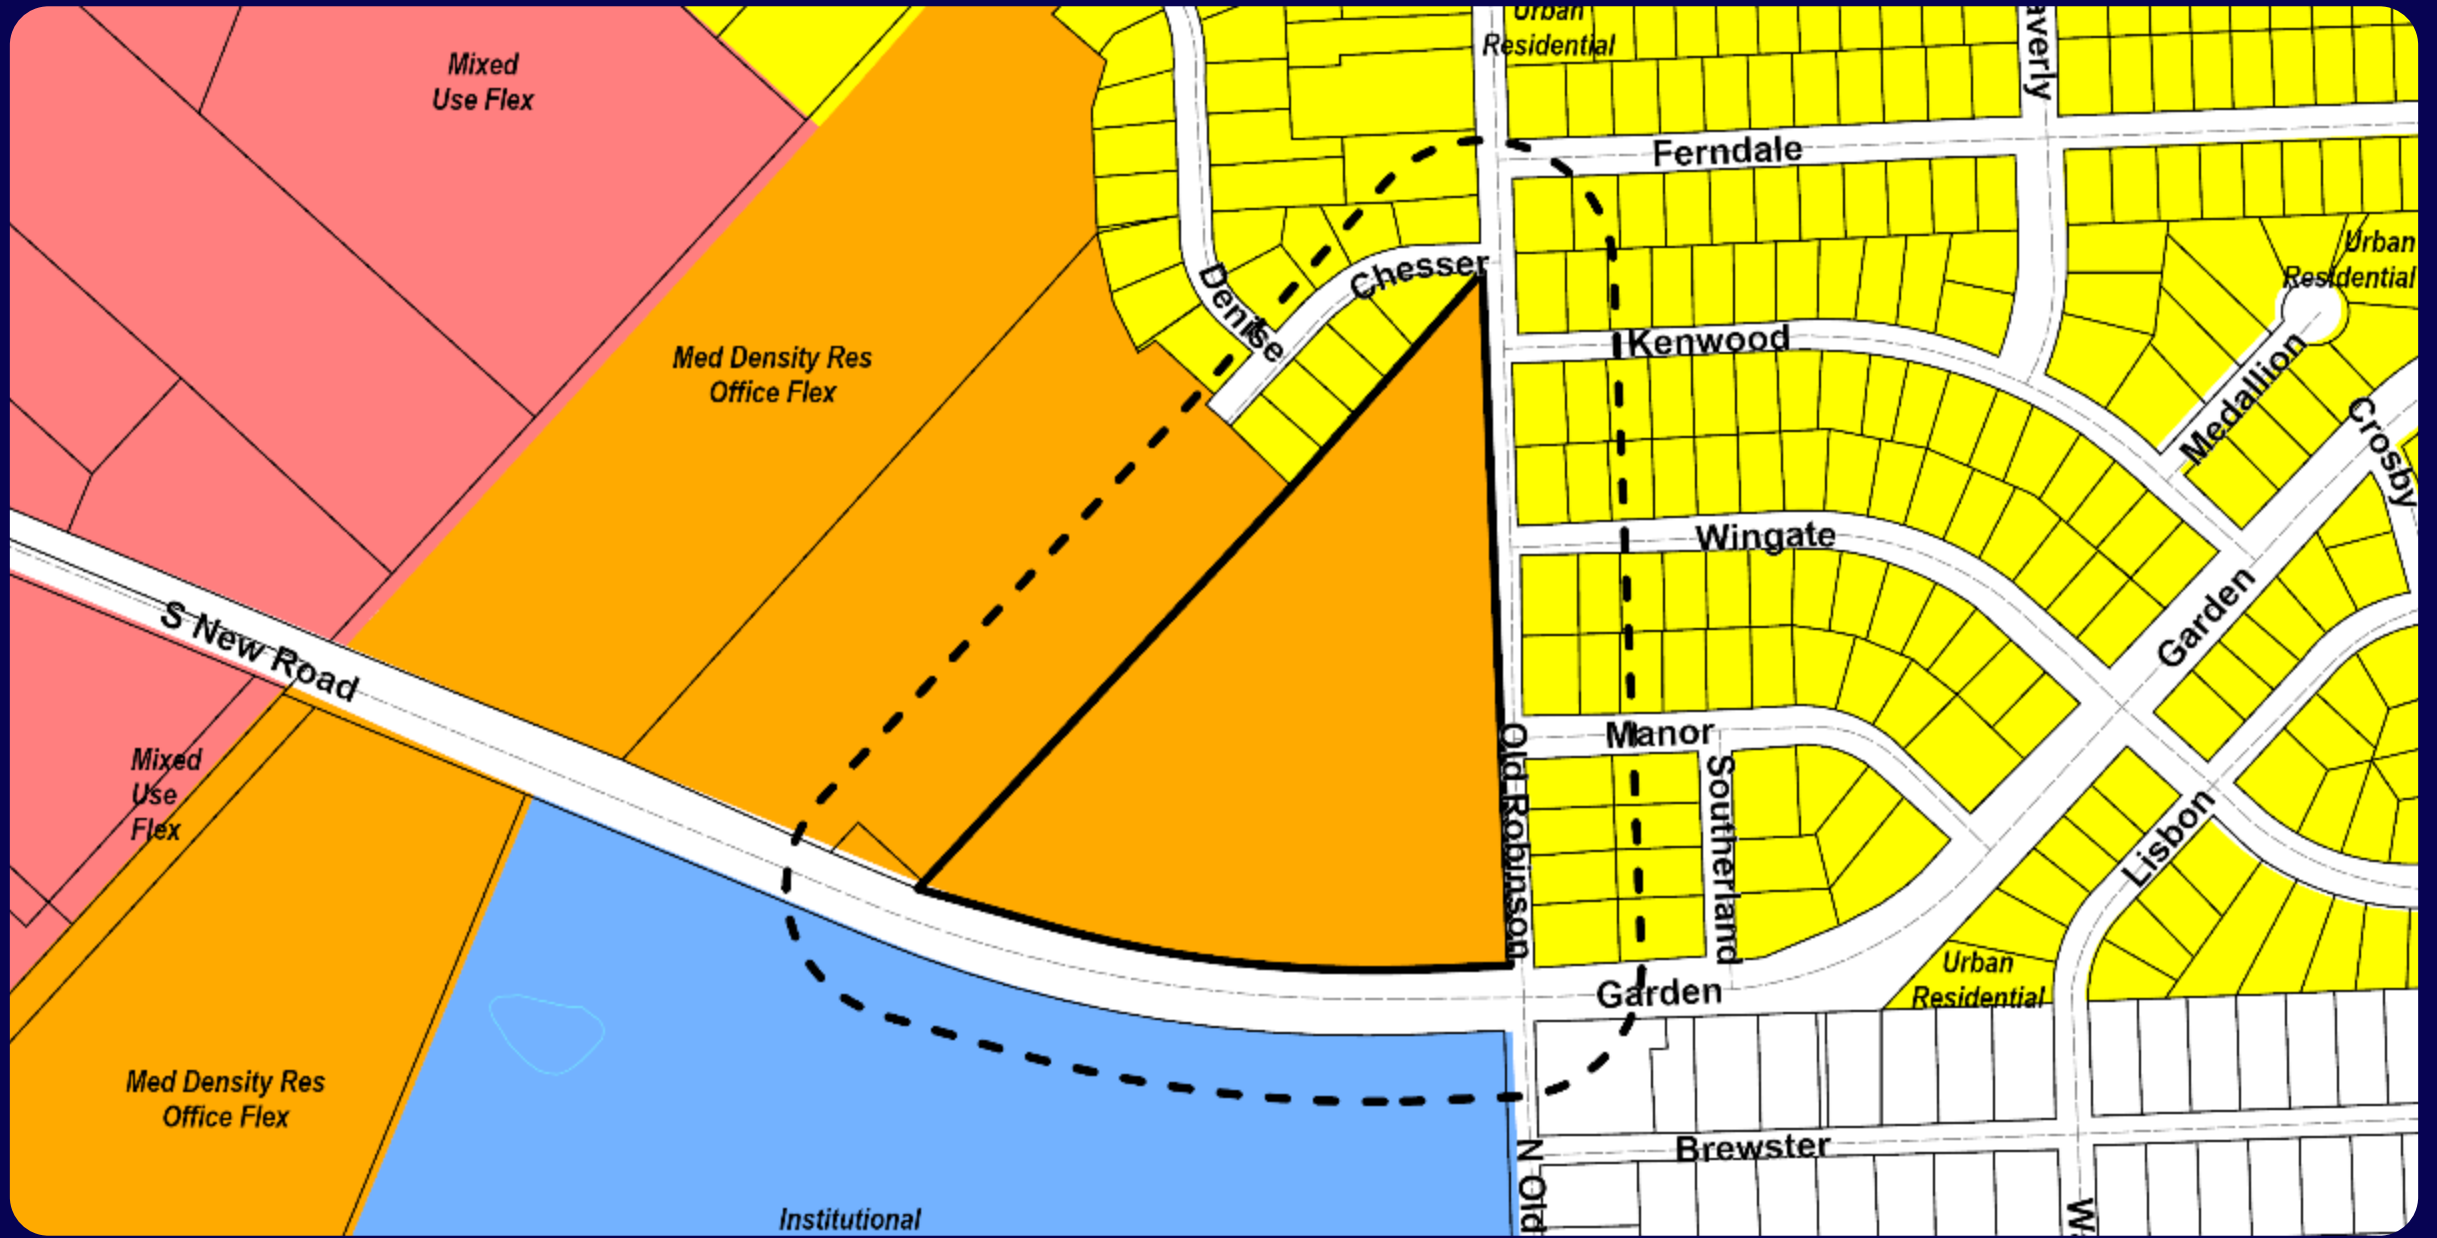 Urban
Residential
Mixed
Use Flex
averly
Ferndale
Urban
Residential
Chesser
Denise
Kenwood
Med Density Res
Office Flex
Medallion
Crosby
Wingate
S New Road
Garden
Manor
Old Robinson
Southerland
Mixed
Use
Flex
Lisbon
Urban
Residential
Garden
Med Density Res
Office Flex
Brewster
N Old
W
Institutional